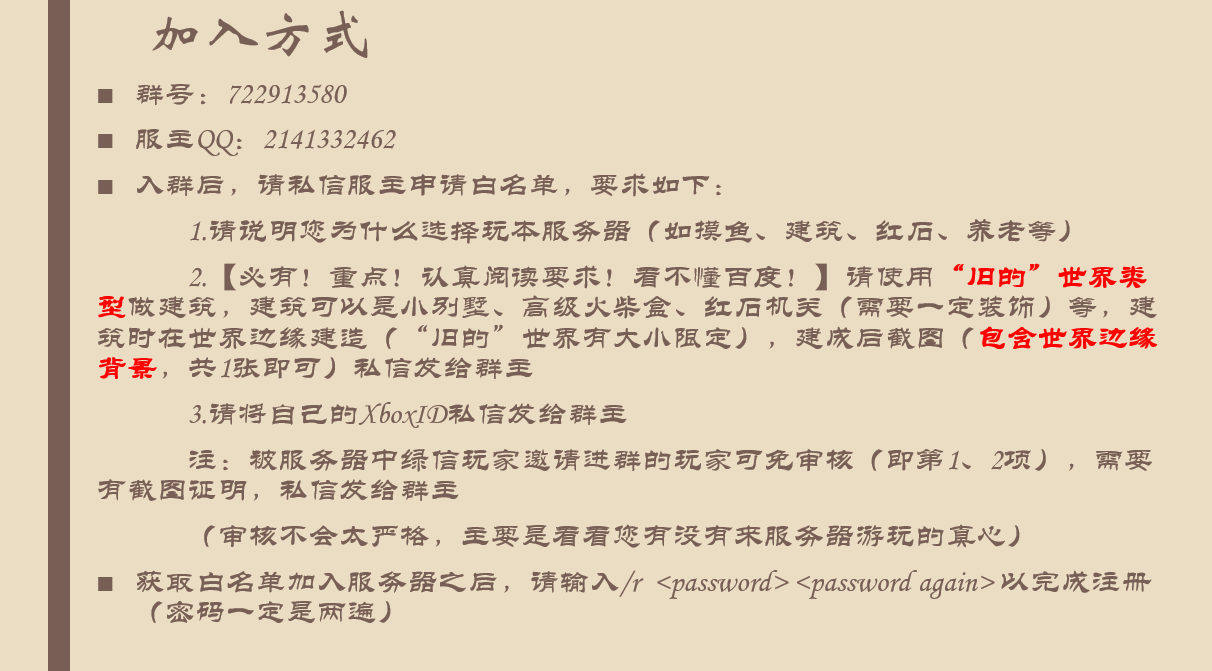 加入方式
■ 群号：722913580
■ 服主QQ：2141332462
■ 入群后，请私信服主申请白名单，要求如下：
1.请说明您为什么选择玩本服务器（如摸鱼、建筑、红石、养老等）
2.【必有！重点！认真阅读要求！看不懂百度！】请使用“旧的”世界类
型做建筑，建筑可以是小别墅、高级火柴盒、红石机关（需要一定装饰）等，建
筑时在世界边缘建造（“旧的”世界有大小限定），建成后截图（包含世界边缘
背景，共1张即可）私信发给群主
3.请将自己的XboxID私信发给群主
注：被服务器中绿信玩家邀请进群的玩家可免审核（即第1、2项），需要
有截图证明，私信发给群主
（审核不会太严格，主要是看看您有没有来服务器游玩的真心）
■ 获取白名单加入服务器之后，请输入/r <password> <password again>以完成注册
（密码一定是两遍）